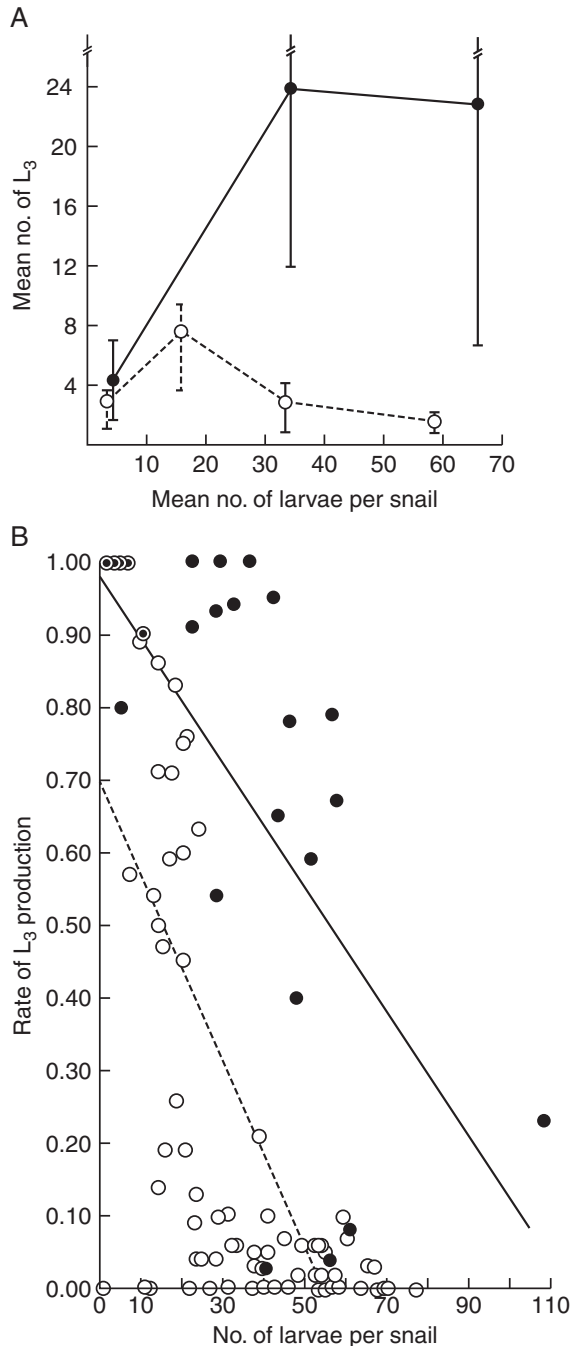 A
24
20
16
12
8
4
Mean no. of L3
10 20 30 40 50 60 70
Mean no. of larvae per snail
B
1.00
0.90
0.80
0.70
0.60
0.50
0.40
0.30
0.20
0.10
0.00
Rate of L3 production
10 30 50 70 90 110
No. of larvae per snail